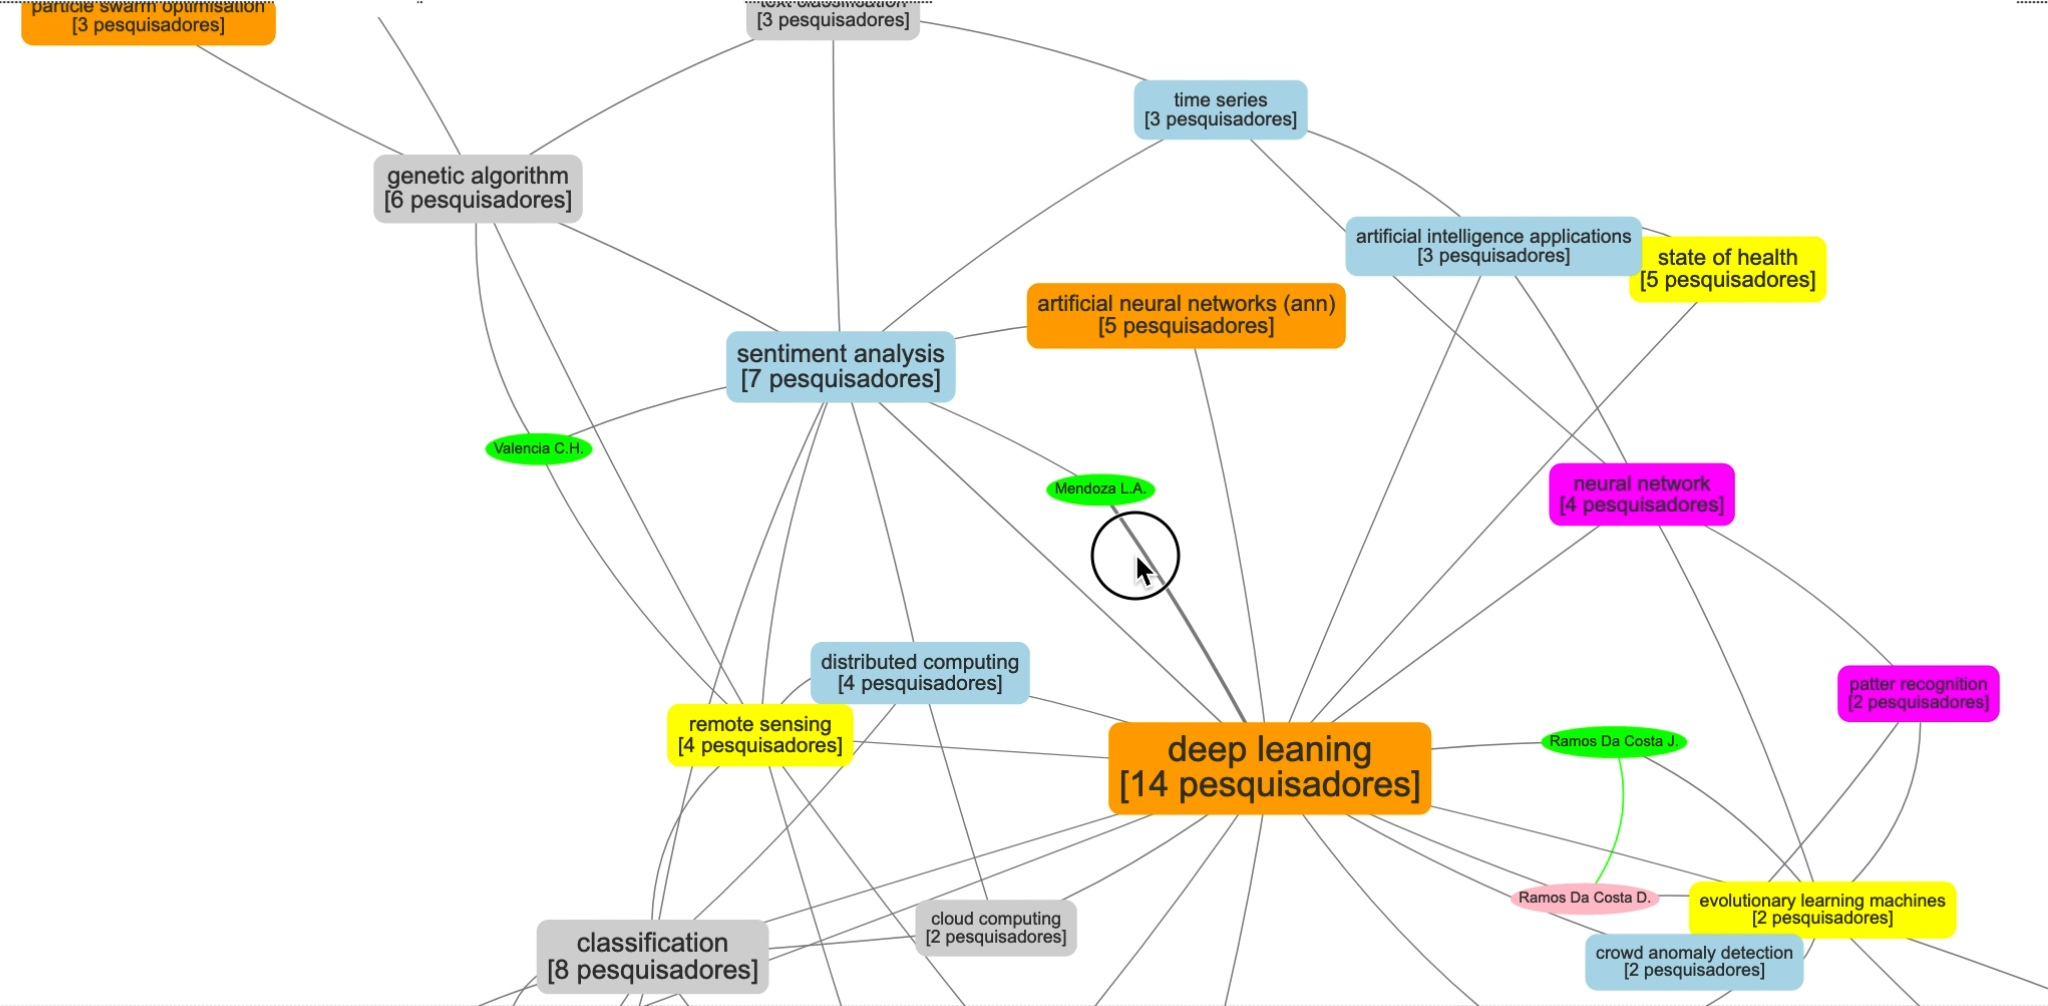 particle swarm optimisation
[3 pesquisadores]
text classification
[3 pesquisadores]
time series
[3 pesquisadores]
genetic algorithm
[6 pesquisadores]
artificial intelligence applications
[3 pesquisadores]
state of health
[5 pesquisadores]
artificial neural networks (ann)
[5 pesquisadores]
sentiment analysis
[7 pesquisadores]
Valencia C.H.
Mendoza L.A.
neural network
[4 pesquisadores]
distributed computing
[4 pesquisadores]
patter recognition
[2 pesquisadores]
remote sensing
[4 pesquisadores]
deep leaning
[14 pesquisadores]
Ramos Da Costa J.
Ramos Da Costa D.
evolutionary learning machines
[2 pesquisadores]
cloud computing
[2 pesquisadores]
classification
[8 pesquisadores]
crowd anomaly detection
[2 pesquisadores]